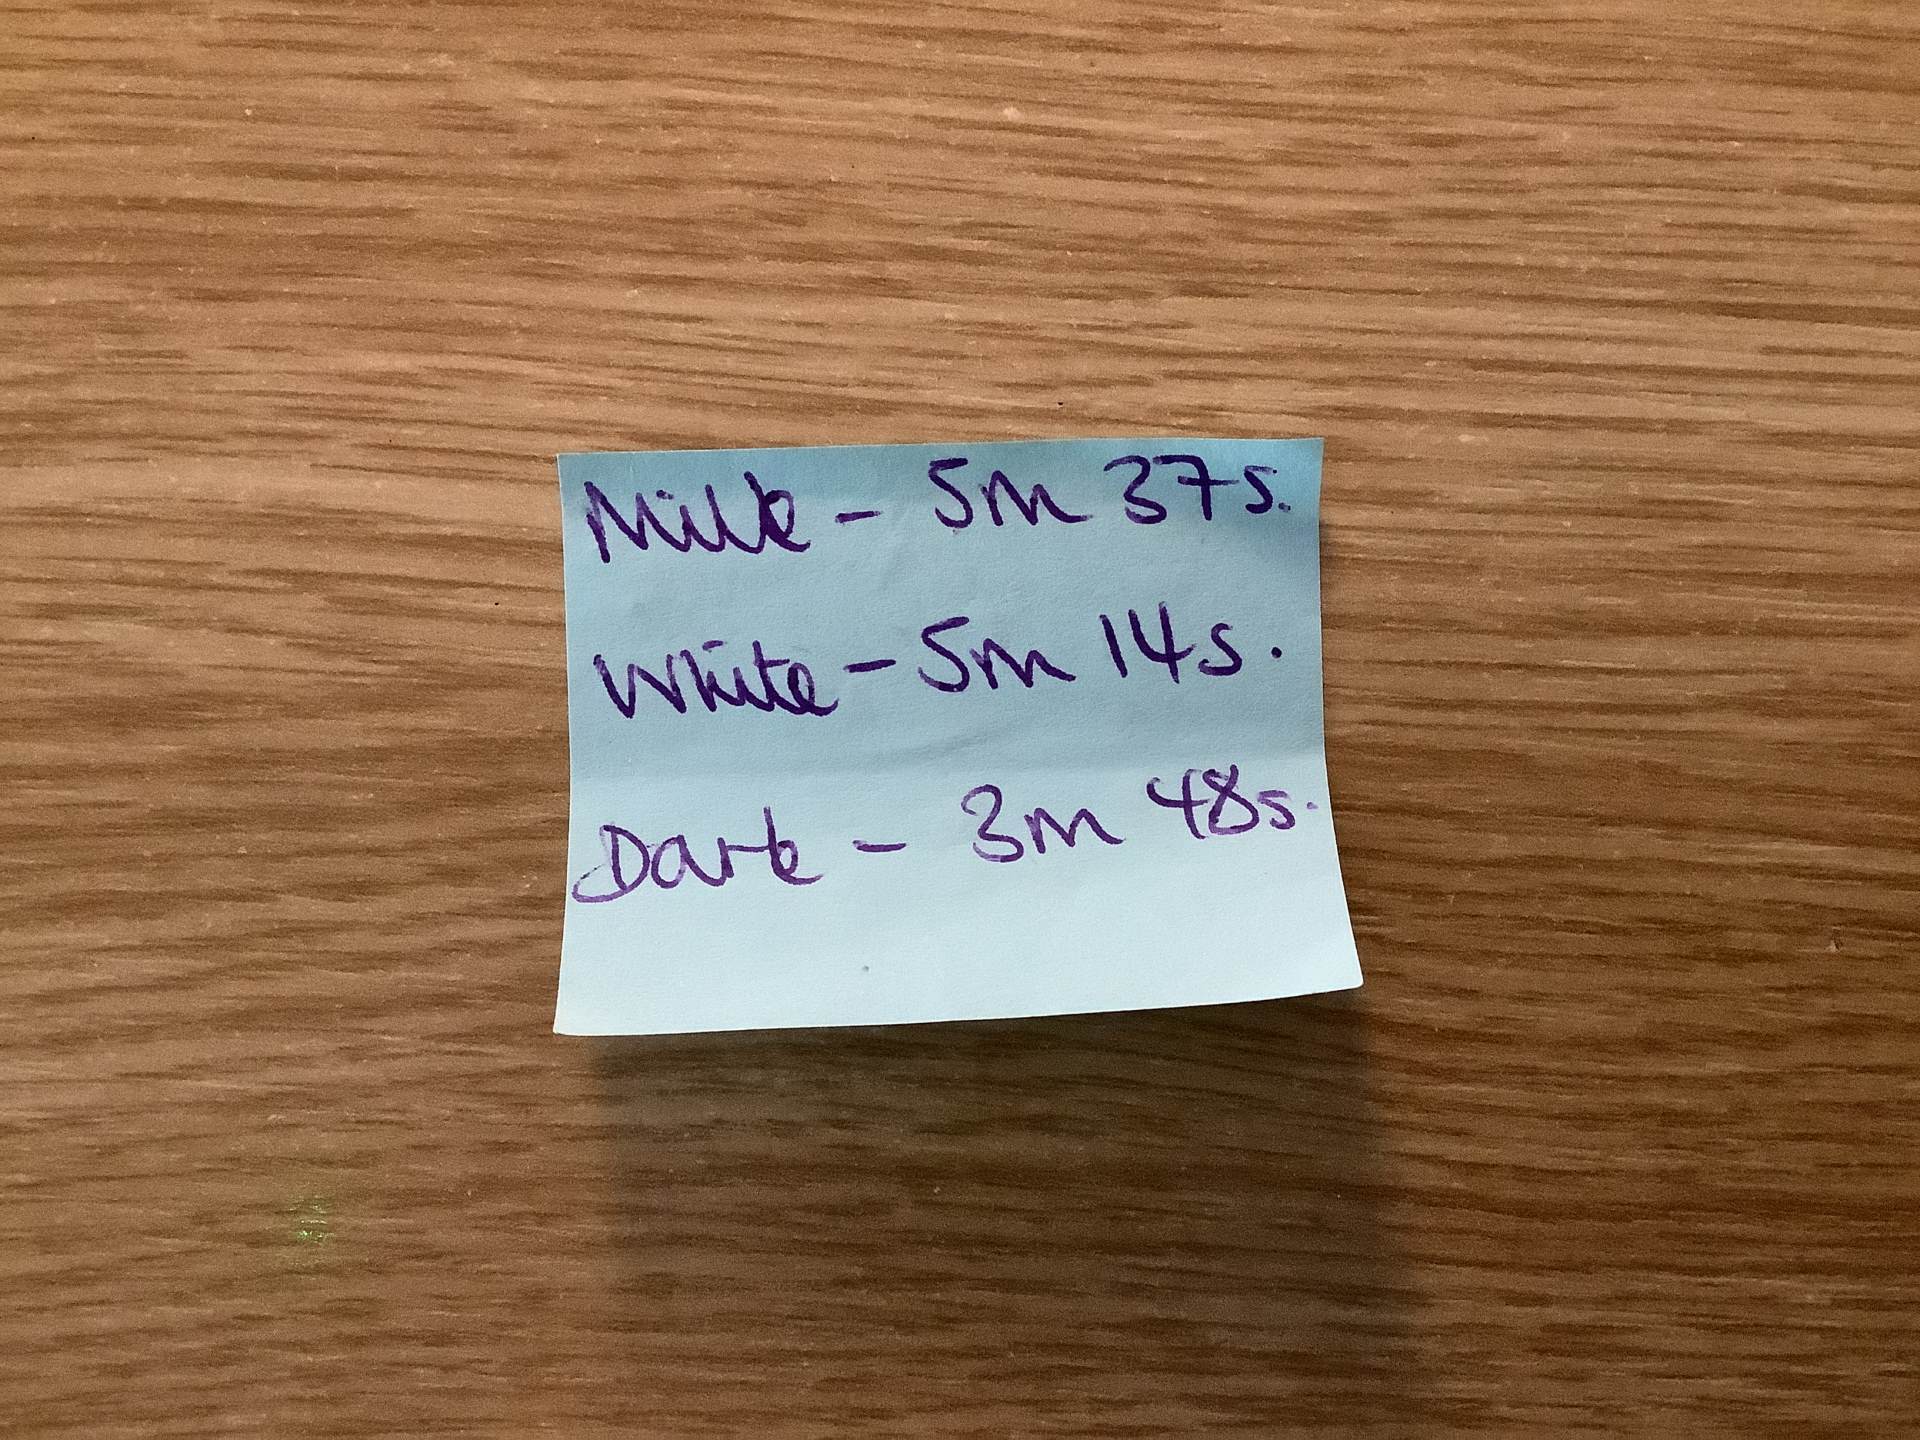 Milk - 5m 37s.
White - 5m 14s.
Dark - 3m 48s.